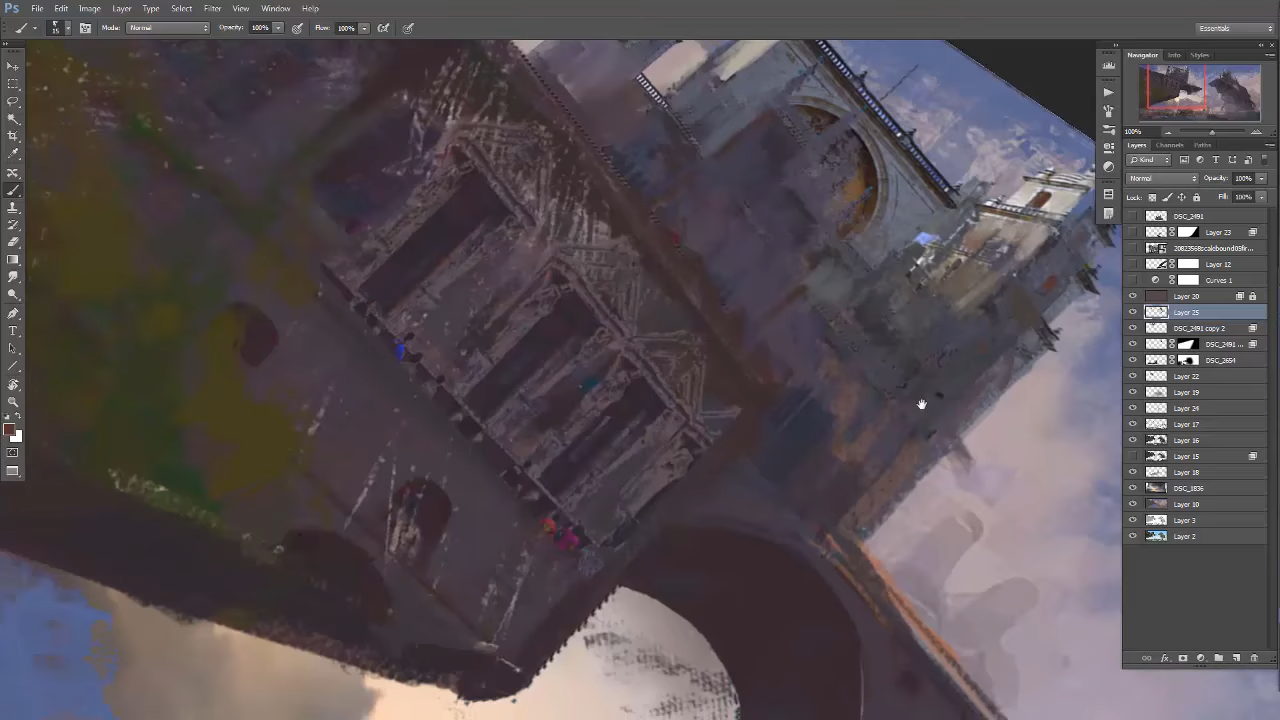 Ps File Edit Image Layer Type Select Filter View Window Help
15 Mode: Normal Opacity: 100% Flow: 100% Essentials
Navigator Info Styles
100%
Layers Channels Paths
Kind
Normal Opacity: 100%
Lock: Fill: 100%
DSC_2491
Layer 23
Layer 12
Curves 1
Layer 20
Layer 25
DSC_2491 copy 2
DSC_2491 ...
DSC_2654
Layer 22
Layer 19
Layer 24
Layer 17
Layer 16
Layer 15
Layer 18
DSC_1836
Layer 10
Layer 3
Layer 2